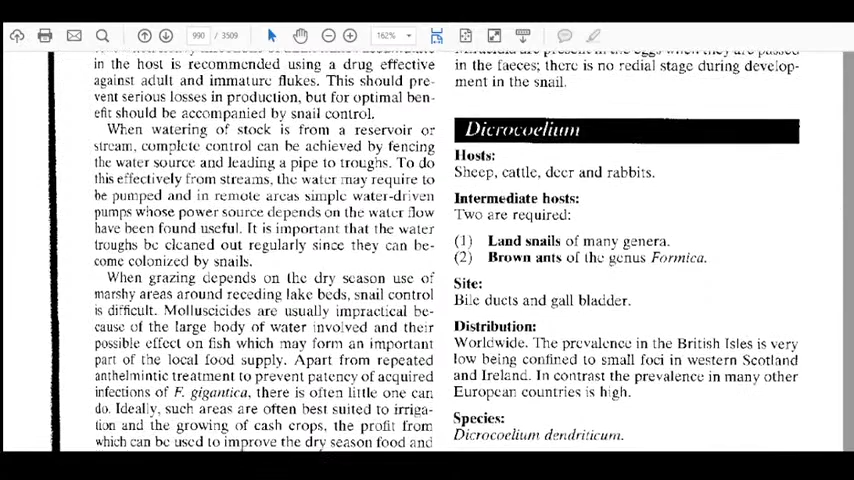 990 / 3509
162%
in the host is recommended using a drug effective
against adult and immature flukes. This should pre-
vent serious losses in production, but for optimal ben-
efit should be accompanied by snail control.
When watering of stock is from a reservoir or
stream, complete control can be achieved by fencing
the water source and leading a pipe to troughs. To do
this effectively from streams, the water may require to
be pumped and in remote areas simple water-driven
pumps whose power source depends on the water flow
have been found useful. It is important that the water
troughs be cleaned out regularly since they can be-
come colonized by snails.
When grazing depends on the dry season use of
marshy areas around receding lake beds, snail control
is difficult. Molluscicides are usually impractical be-
cause of the large body of water involved and their
possible effect on fish which may form an important
part of the local food supply. Apart from repeated
anthelmintic treatment to prevent patency of acquired
infections of F. gigantica, there is often little one can
do. Ideally, such areas are often best suited to irriga-
tion and the growing of cash crops, the profit from
which can be used to improve the dry season food and
Miracidia are present in the eggs when they are passed
in the faeces; there is no redial stage during develop-
ment in the snail.
Dicrocoelium
Hosts:
Sheep, cattle, deer and rabbits.
Intermediate hosts:
Two are required:
(1) Land snails of many genera.
(2) Brown ants of the genus Formica.
Site:
Bile ducts and gall bladder.
Distribution:
Worldwide. The prevalence in the British Isles is very
low being confined to small foci in western Scotland
and Ireland. In contrast the prevalence in many other
European countries is high.
Species:
Dicrocoelium dendriticum.